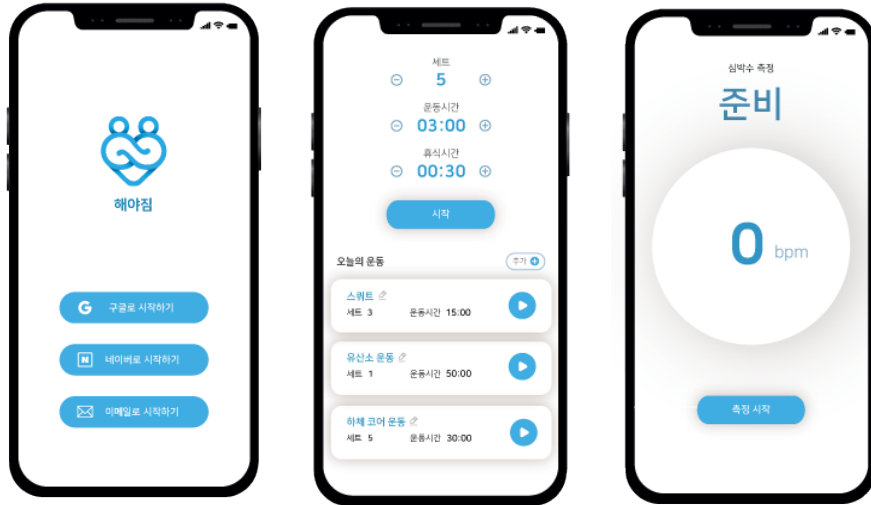 해야짐
G 구글로 시작하기
N 네이버로 시작하기
이메일로 시작하기
세트
5
운동시간
03:00
휴식시간
00:30
시작
오늘의 운동
추가
스쿼트
세트 3 운동시간 15:00
유산소 운동
세트 1 운동시간 50:00
하체 코어 운동
세트 5 운동시간 30:00
심박수 측정
준비
0 bpm
측정 시작